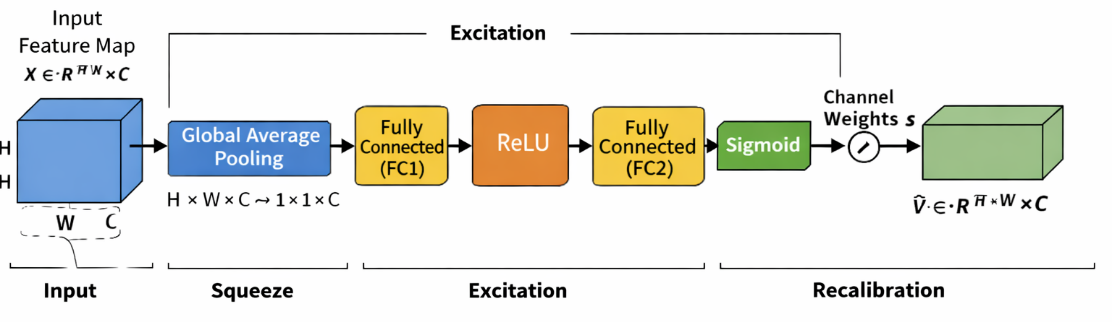 Input
Feature Map
X ∈·R H̅ W × C
Excitation
H
H
W C
Global Average
Pooling
H × W × C → 1×1×C
Fully
Connected
(FC1)
ReLU
Fully
Connected
(FC2)
Sigmoid
Channel
Weights s
V̂·∈·R H̅ * W × C
Input
Squeeze
Excitation
Recalibration